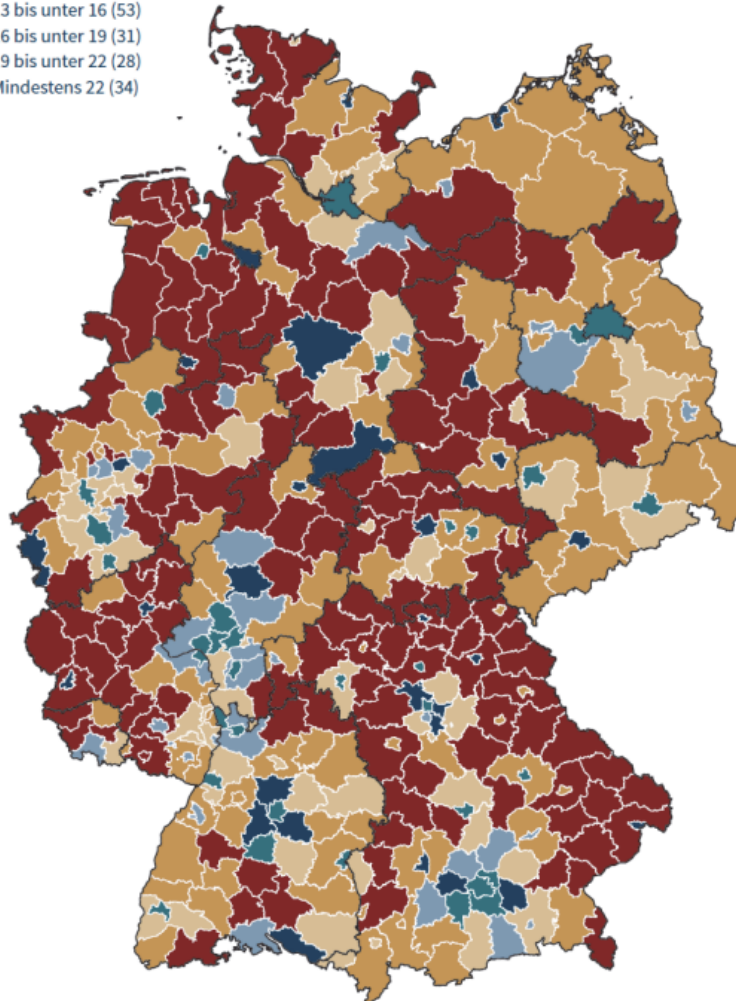 3 bis unter 16 (53)
6 bis unter 19 (31)
9 bis unter 22 (28)
Mindestens 22 (34)